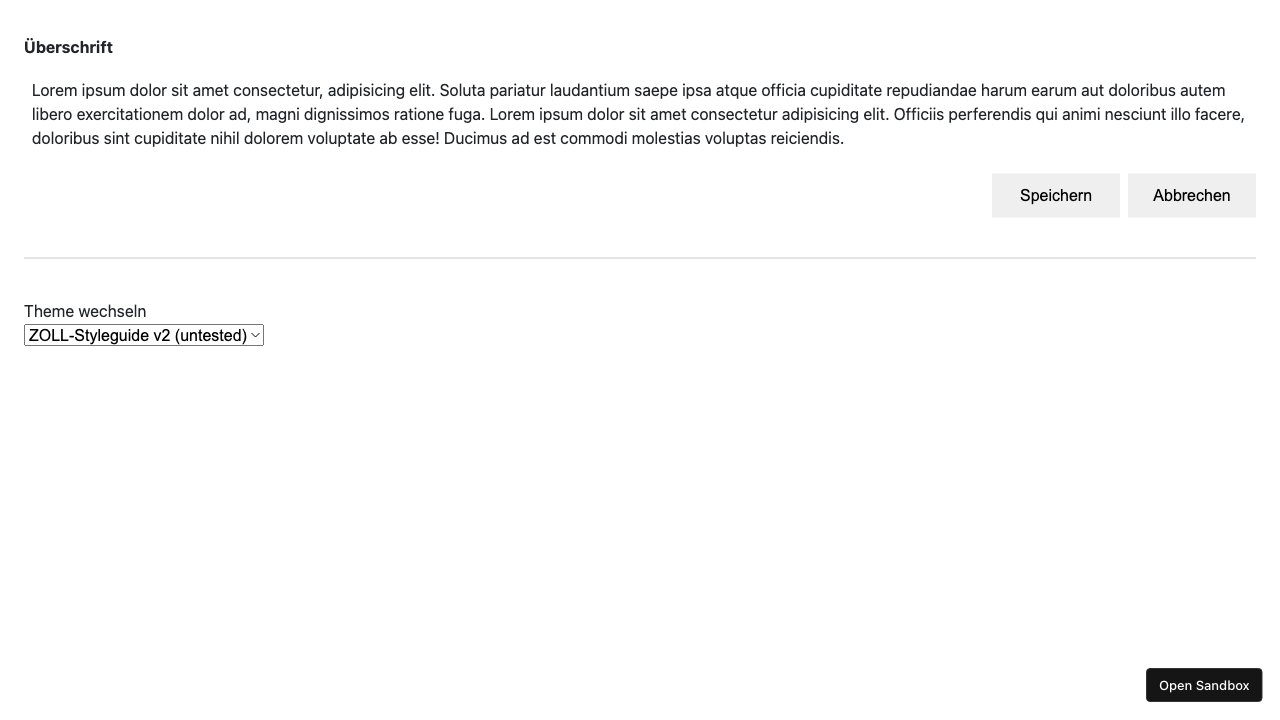 Überschrift
Lorem ipsum dolor sit amet consectetur, adipisicing elit. Soluta pariatur laudantium saepe ipsa atque officia cupiditate repudiandae harum earum aut doloribus autem
libero exercitationem dolor ad, magni dignissimos ratione fuga. Lorem ipsum dolor sit amet consectetur adipisicing elit. Officiis perferendis qui animi nesciunt illo facere,
doloribus sint cupiditate nihil dolorem voluptate ab esse! Ducimus ad est commodi molestias voluptas reiciendis.
Speichern Abbrechen
Theme wechseln
ZOLL-Styleguide v2 (untested)
Open Sandbox